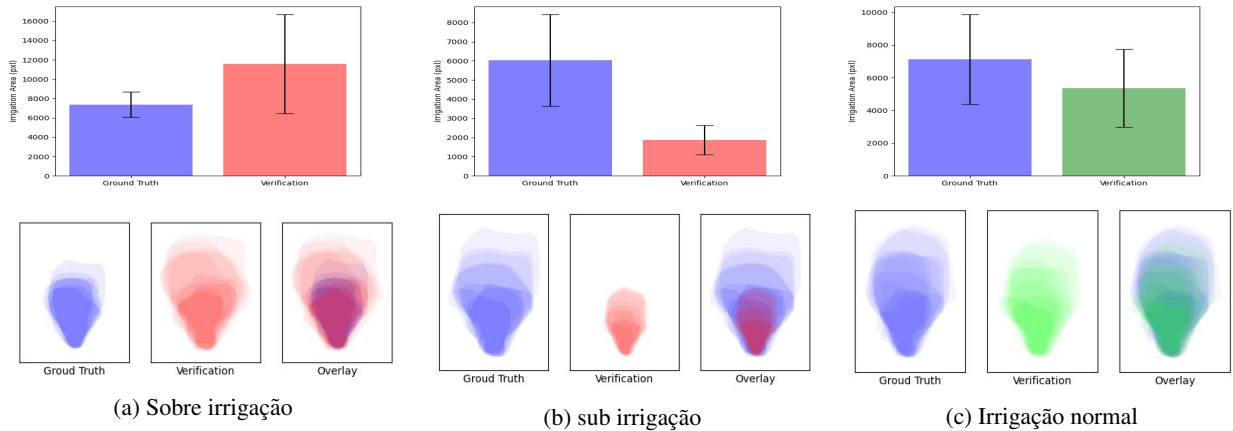 16000
14000
12000
10000
8000
6000
4000
2000
0
Irrigation Area (pxl)
Ground Truth
Verification
8000
7000
6000
5000
4000
3000
2000
1000
0
Irrigation Area (pxl)
Ground Truth
Verification
10000
8000
6000
4000
2000
0
Irrigation Area (pxl)
Ground Truth
Verification
Groud Truth
Verification
Overlay
Groud Truth
Verification
Overlay
Groud Truth
Verification
Overlay
(a) Sobre irrigação
(b) sub irrigação
(c) Irrigação normal